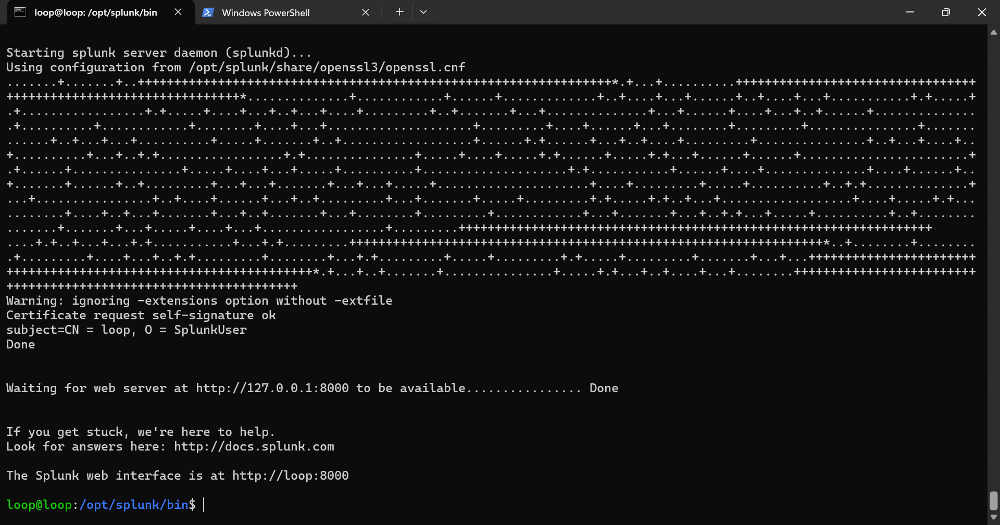 loop@loop: /opt/splunk/bin
Windows PowerShell
Starting splunk server daemon (splunkd)...
Using configuration from /opt/splunk/share/openssl3/openssl.cnf
Warning: ignoring -extensions option without -extfile
Certificate request self-signature ok
subject=CN = loop, O = SplunkUser
Done
Waiting for web server at http://127.0.0.1:8000 to be available................ Done
If you get stuck, we're here to help.
Look for answers here: http://docs.splunk.com
The Splunk web interface is at http://loop:8000
loop@loop:/opt/splunk/bin$